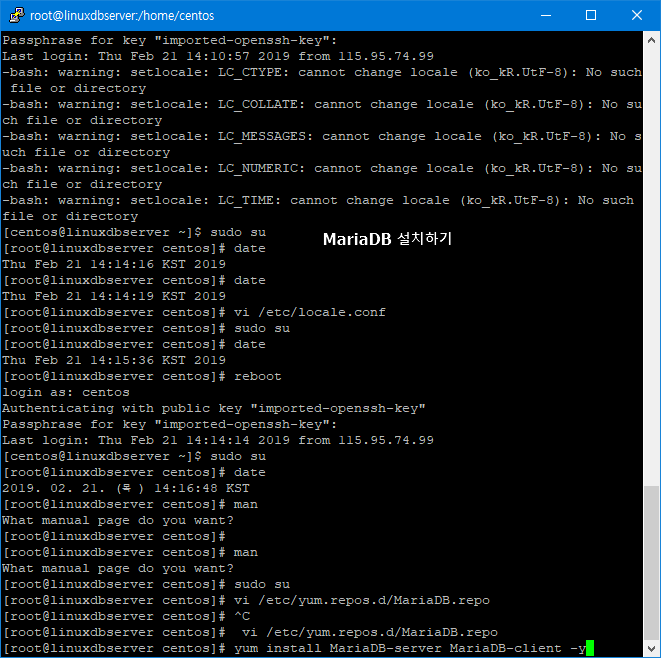 root@linuxdbserver:/home/centos
Passphrase for key "imported-openssh-key":
Last login: Thu Feb 21 14:10:57 2019 from 115.95.74.99
-bash: warning: setlocale: LC_CTYPE: cannot change locale (ko_kR.UtF-8): No such
 file or directory
-bash: warning: setlocale: LC_COLLATE: cannot change locale (ko_kR.UtF-8): No su
ch file or directory
-bash: warning: setlocale: LC_MESSAGES: cannot change locale (ko_kR.UtF-8): No s
uch file or directory
-bash: warning: setlocale: LC_NUMERIC: cannot change locale (ko_kR.UtF-8): No su
ch file or directory
-bash: warning: setlocale: LC_TIME: cannot change locale (ko_kR.UtF-8): No such
file or directory
[centos@linuxdbserver ~]$ sudo su
MariaDB 설치하기
[root@linuxdbserver centos]# date
Thu Feb 21 14:14:16 KST 2019
[root@linuxdbserver centos]# date
Thu Feb 21 14:14:19 KST 2019
[root@linuxdbserver centos]# vi /etc/locale.conf
[root@linuxdbserver centos]# sudo su
[root@linuxdbserver centos]# date
Thu Feb 21 14:15:36 KST 2019
[root@linuxdbserver centos]# reboot
login as: centos
Authenticating with public key "imported-openssh-key"
Passphrase for key "imported-openssh-key":
Last login: Thu Feb 21 14:14:14 2019 from 115.95.74.99
[centos@linuxdbserver ~]$ sudo su
[root@linuxdbserver centos]# date
2019. 02. 21. (목 ) 14:16:48 KST
[root@linuxdbserver centos]# man
What manual page do you want?
[root@linuxdbserver centos]#
[root@linuxdbserver centos]# man
What manual page do you want?
[root@linuxdbserver centos]# sudo su
[root@linuxdbserver centos]# vi /etc/yum.repos.d/MariaDB.repo
[root@linuxdbserver centos]# ^C
[root@linuxdbserver centos]#  vi /etc/yum.repos.d/MariaDB.repo
[root@linuxdbserver centos]# yum install MariaDB-server MariaDB-client -y